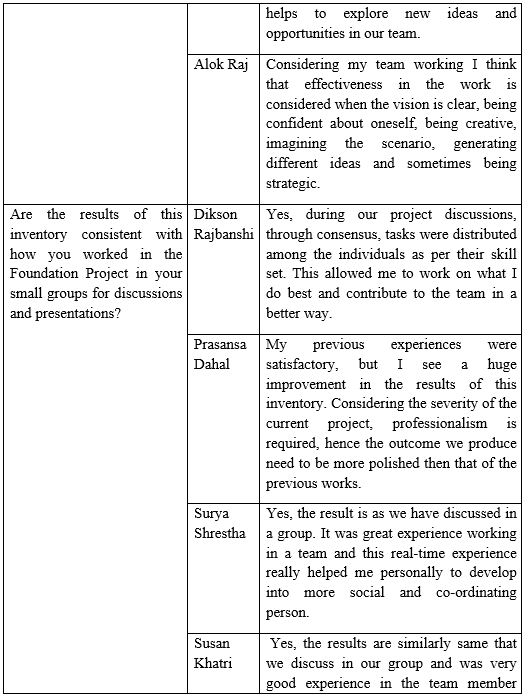 helps to explore new ideas and
opportunities in our team.
Alok Raj
Considering my team working I think
that effectiveness in the work is
considered when the vision is clear, being
confident about oneself, being creative,
imagining the scenario, generating
different ideas and sometimes being
strategic.
Are the results of this
inventory consistent with
how you worked in the
Foundation Project in your
small groups for discussions
and presentations?
Dikson
Rajbanshi
Yes, during our project discussions,
through consensus, tasks were distributed
among the individuals as per their skill
set. This allowed me to work on what I
do best and contribute to the team in a
better way.
Prasansa
Dahal
My previous experiences were
satisfactory, but I see a huge
improvement in the results of this
inventory. Considering the severity of the
current project, professionalism is
required, hence the outcome we produce
need to be more polished then that of the
previous works.
Surya
Shrestha
Yes, the result is as we have discussed in
a group. It was great experience working
in a team and this real-time experience
really helped me personally to develop
into more social and co-ordinating
person.
Susan
Khatri
Yes, the results are similarly same that
we discuss in our group and was very
good experience in the team member